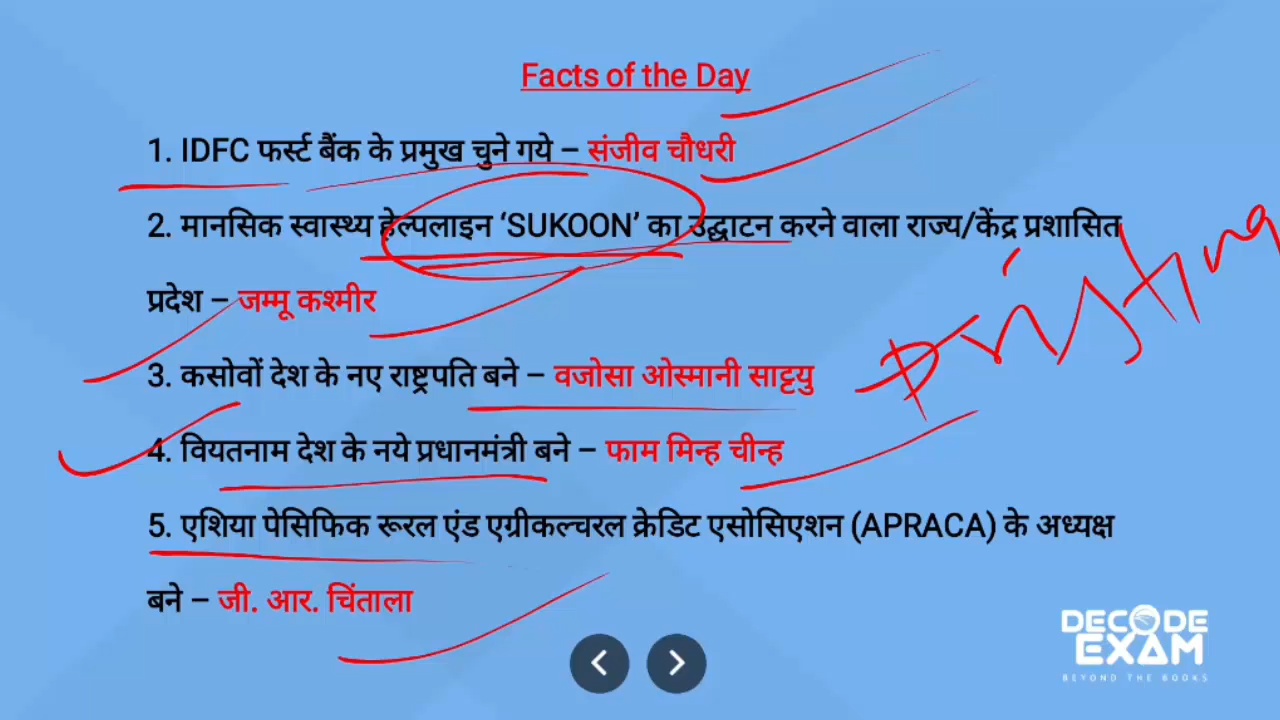 Facts of the Day
1. IDFC फर्स्ट बैंक के प्रमुख चुने गये – संजीव चौधरी
2. मानसिक स्वास्थ्य हेल्पलाइन ‘SUKOON’ का उद्घाटन करने वाला राज्य/केंद्र प्रशासित
प्रदेश – जम्मू कश्मीर
3. कसोवों देश के नए राष्ट्रपति बने – वजोसा ओस्मानी साट्टयु
4. वियतनाम देश के नये प्रधानमंत्री बने – फाम मिन्ह चीन्ह
5. एशिया पेसिफिक रूरल एंड एग्रीकल्चरल क्रेडिट एसोसिएशन (APRACA) के अध्यक्ष
बने – जी. आर. चिंताला
DECODE
EXAM
BEYOND THE BOOKS